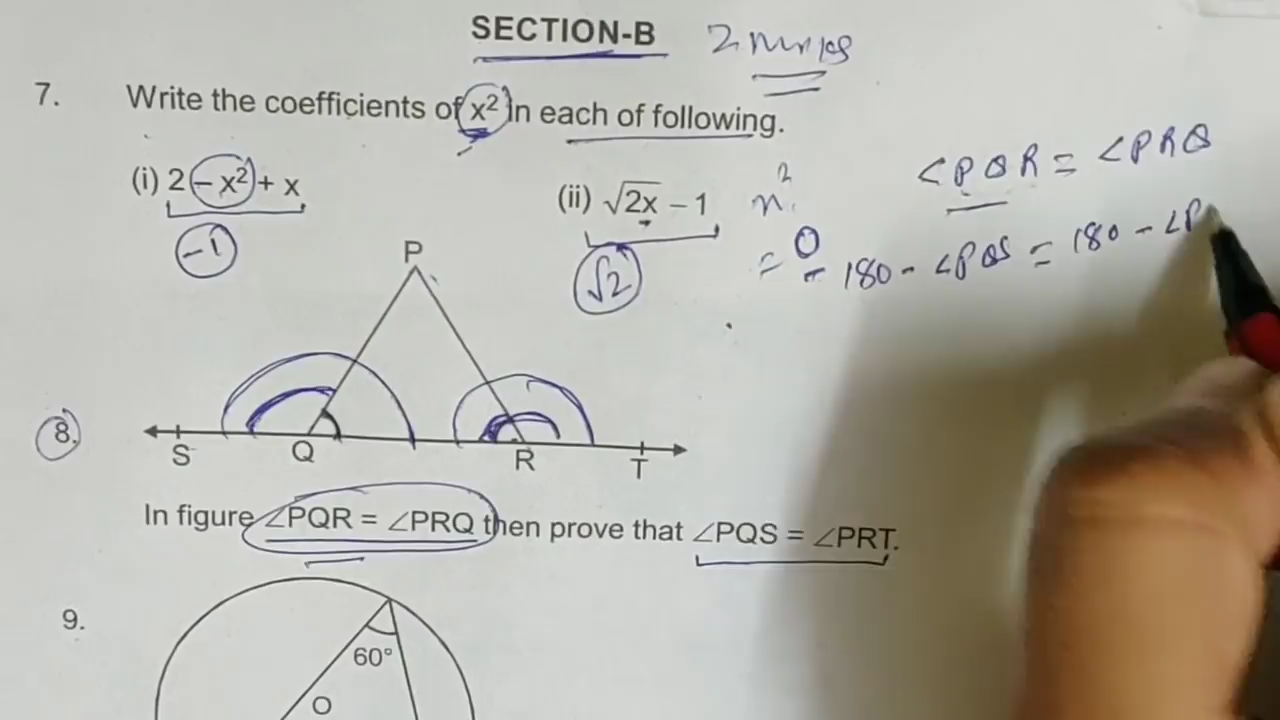 SECTION-B 2 Mrks
7. Write the coefficients of x² in each of following.
(i) 2 – x² + x
(ii) √2x – 1
-1
√2
x²
= 0
∠PQR = ∠PRQ
180 - ∠PQS = 180 - ∠P
P
8.
S Q R T
In figure ∠PQR = ∠PRQ then prove that ∠PQS = ∠PRT.
9.
60°
O